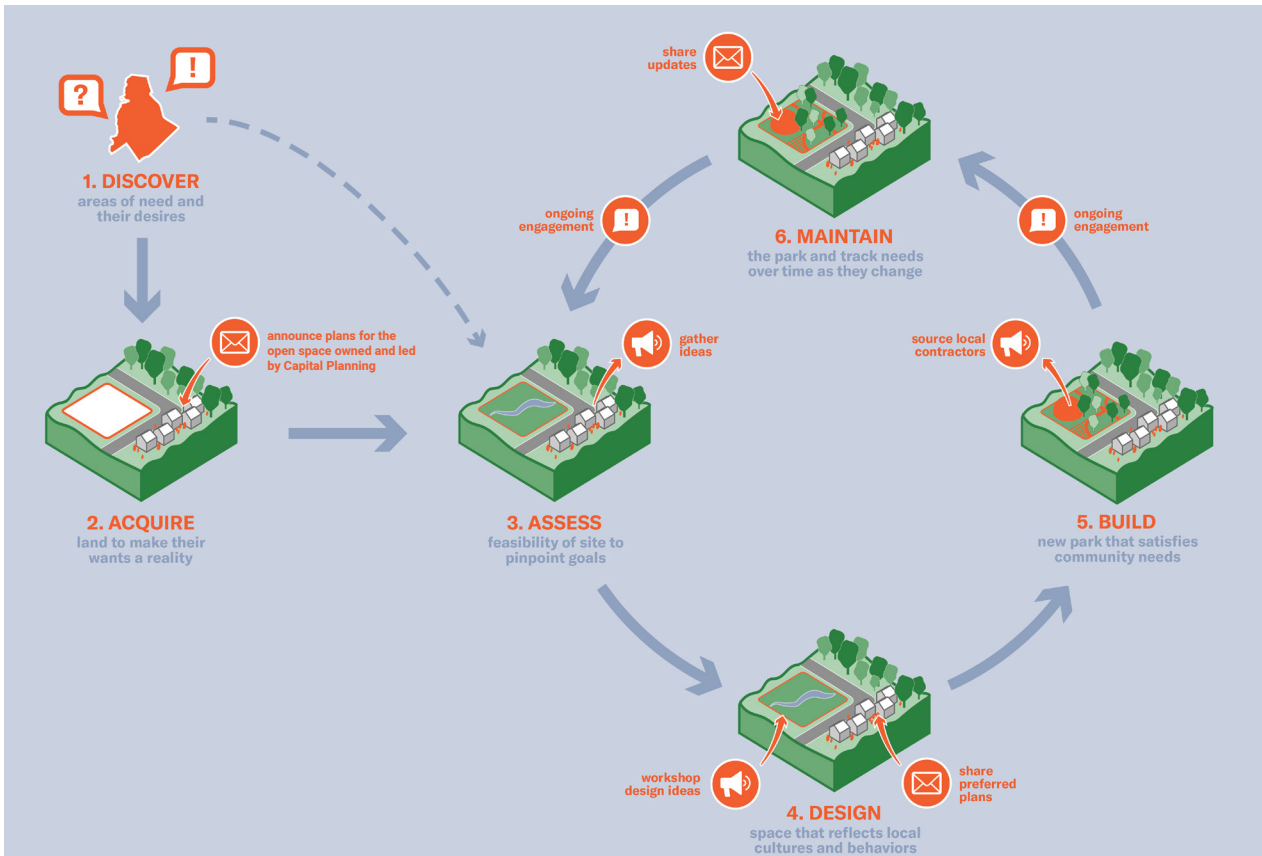 ?
!
1. DISCOVER
areas of need and
their desires
announce plans for the
open space owned and led
by Capital Planning
2. ACQUIRE
land to make their
wants a reality
gather
ideas
3. ASSESS
feasibility of site to
pinpoint goals
workshop
design ideas
share
preferred
plans
4. DESIGN
space that reflects local
cultures and behaviors
source local
contractors
5. BUILD
new park that satisfies
community needs
ongoing
engagement
!
share
updates
6. MAINTAIN
the park and track needs
over time as they change
ongoing
engagement
!